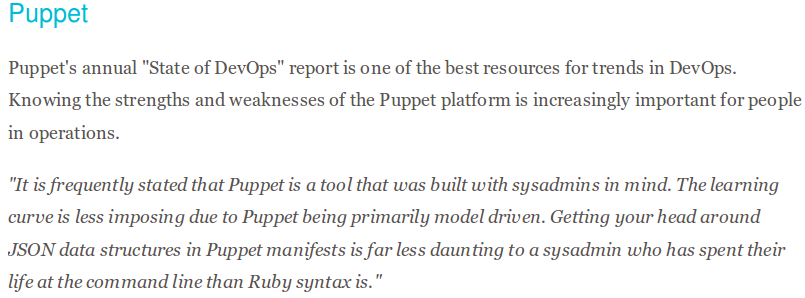 Puppet
Puppet's annual "State of DevOps" report is one of the best resources for trends in DevOps.
Knowing the strengths and weaknesses of the Puppet platform is increasingly important for people
in operations.
"It is frequently stated that Puppet is a tool that was built with sysadmins in mind. The learning
curve is less imposing due to Puppet being primarily model driven. Getting your head around
JSON data structures in Puppet manifests is far less daunting to a sysadmin who has spent their
life at the command line than Ruby syntax is."